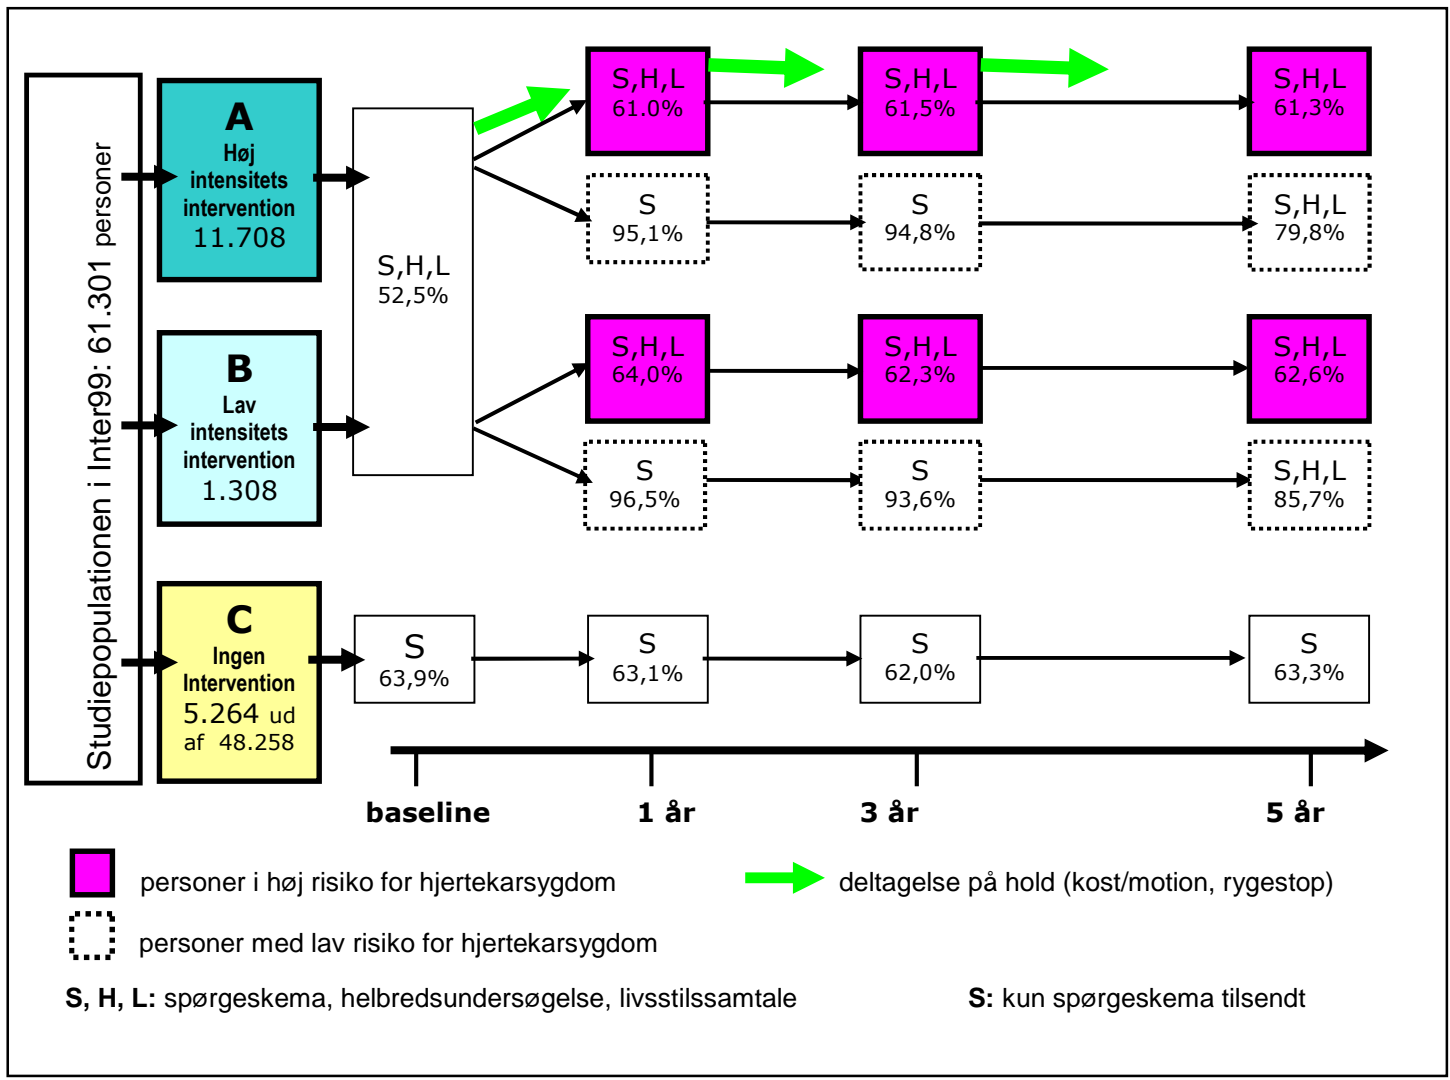 Studiepopulationen i Inter99: 61.301 personer
A
Høj
intensitets
intervention
11.708
B
Lav
intensitets
intervention
1.308
C
Ingen
Intervention
5.264 ud
af 48.258
S,H,L
52,5%
S,H,L
61.0%
S,H,L
61,5%
S,H,L
61,3%
S
95,1%
S
94,8%
S,H,L
79,8%
S,H,L
64,0%
S,H,L
62,3%
S,H,L
62,6%
S
96,5%
S
93,6%
S,H,L
85,7%
S
63,9%
S
63,1%
S
62,0%
S
63,3%
baseline
1 år
3 år
5 år
personer i høj risiko for hjertekarsygdom
deltagelse på hold (kost/motion, rygestop)
personer med lav risiko for hjertekarsygdom
S, H, L: spørgeskema, helbredsundersøgelse, livsstilssamtale
S: kun spørgeskema tilsendt